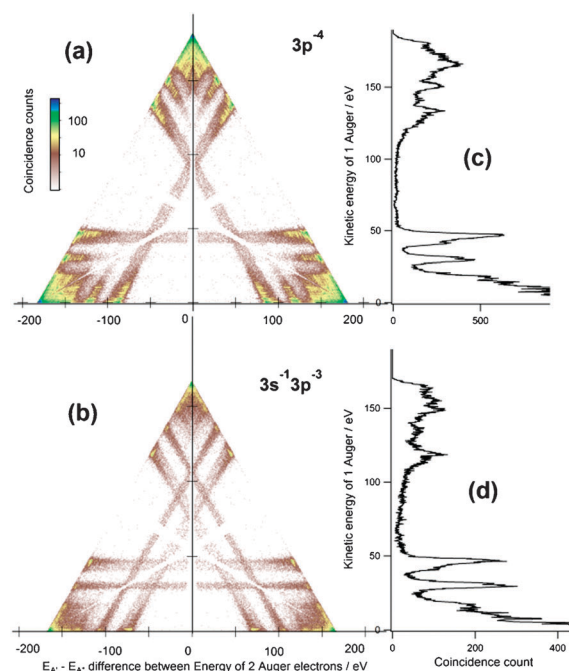 (a)
3p-4
Coincidence counts
100
10
-200
-100
0
100
200
(c)
Kinetic energy of 1 Auger / eV
150
100
50
0
0
500
(b)
3s-13p-3
-200
-100
0
100
200
EA' - EA" difference between Energy of 2 Auger electrons / eV
(d)
Kinetic energy of 1 Auger / eV
150
100
50
0
0
200
400
Coincidence count